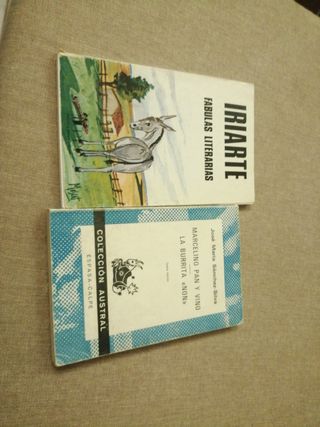 IRIARTE
FABULAS LITERARIAS
José María Sánchez-Silva
MARCELINO PAN Y VINO
LA BURRITA «NON»
COLECCIÓN AUSTRAL
ESPASA-CALPE